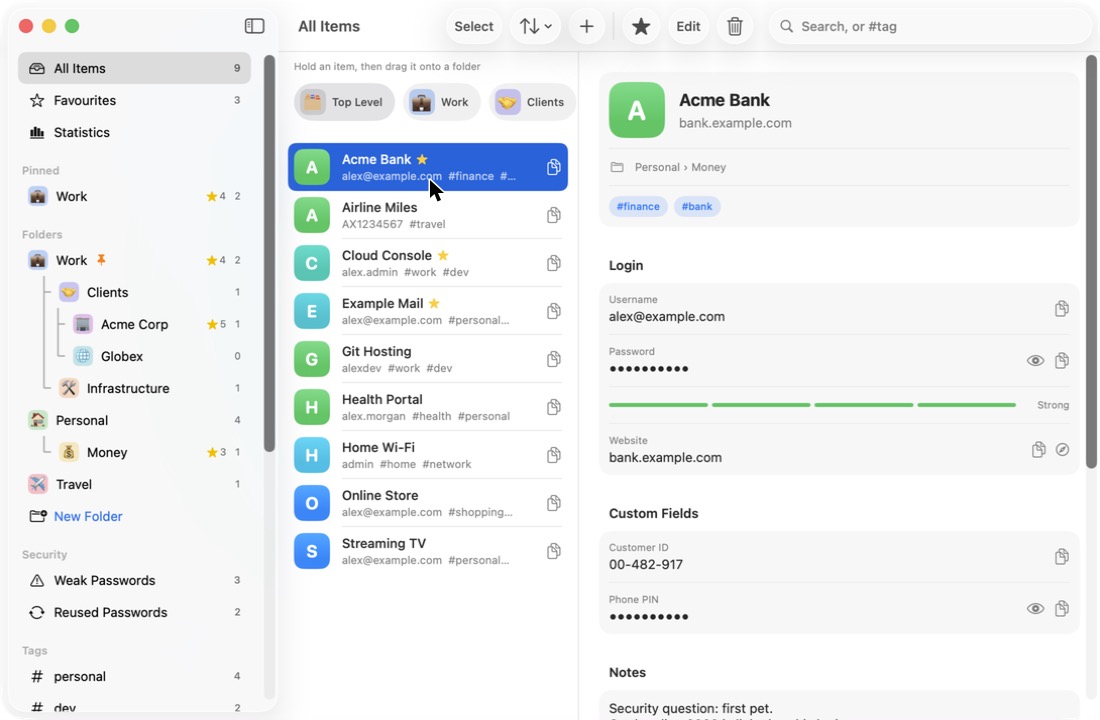 All Items 9
Favourites 3
Statistics
Pinned
Work 4 2
Folders
Work 4 2
Clients 1
Acme Corp 5 1
Globex 0
Infrastructure 1
Personal 4
Money 3 1
Travel 1
New Folder
Security
Weak Passwords 3
Reused Passwords 2
Tags
# personal 4
# dev 2
All Items
Select
Edit
Search, or #tag
Hold an item, then drag it onto a folder
Top Level
Work
Clients
A
Acme Bank
alex@example.com #finance #...
A
Airline Miles
AX1234567 #travel
C
Cloud Console
alex.admin #work #dev
E
Example Mail
alex@example.com #personal...
G
Git Hosting
alexdev #work #dev
H
Health Portal
alex.morgan #health #personal
H
Home Wi-Fi
admin #home #network
O
Online Store
alex@example.com #shopping...
S
Streaming TV
alex@example.com #personal...
A
Acme Bank
bank.example.com
Personal › Money
#finance #bank
Login
Username
alex@example.com
Password
••••••••••
Strong
Website
bank.example.com
Custom Fields
Customer ID
00-482-917
Phone PIN
••••••••••
Notes
Security question: first pet.